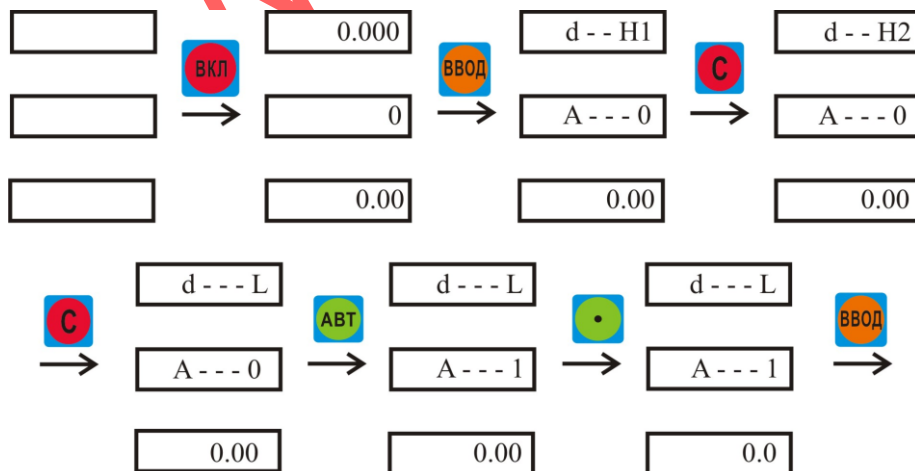 0.000 d - - H1 d - - H2
ВКЛ ВВОД С
0 A - - - 0 A - - - 0
0.00 0.00 0.00
d - - - L d - - - L d - - - L
С АВТ • ВВОД
A - - - 0 A - - - 1 A - - - 1
0.00 0.00 0.0